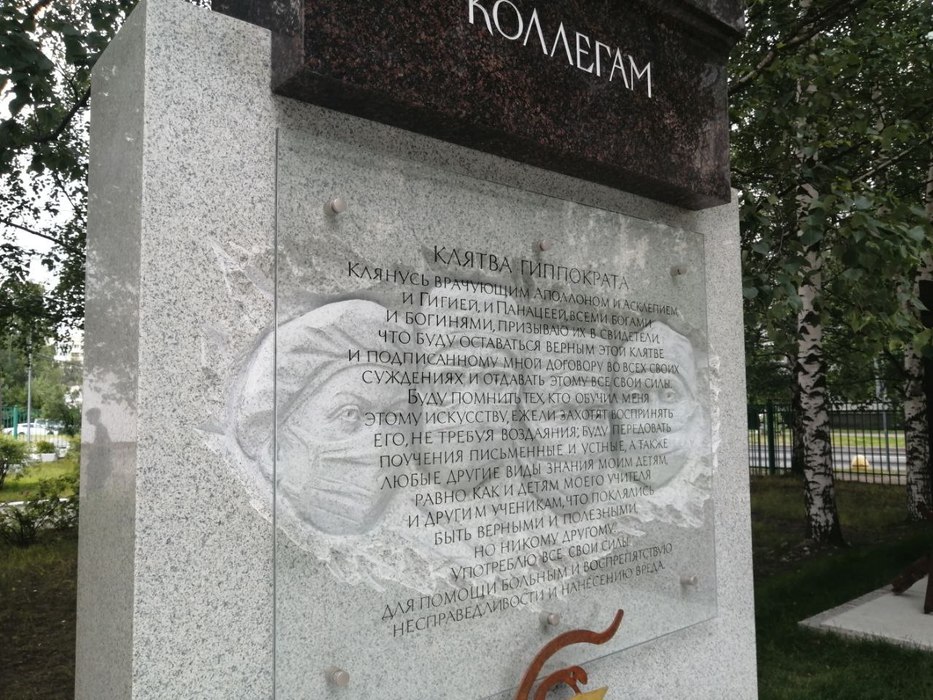 КОЛЛЕГАМ
КЛЯТВА ГИППОКРАТА
КЛЯНУСЬ ВРАЧУЮЩИМ АПОЛЛОНОМ И АСКЛЕПИЕМ,
И ГИГИЕЙ, И ПАНАЦЕЕЙ, ВСЕМИ БОГАМИ
И БОГИНЯМИ, ПРИЗЫВАЮ ИХ В СВИДЕТЕЛИ,
ЧТО БУДУ ОСТАВАТЬСЯ ВЕРНЫМ ЭТОЙ КЛЯТВЕ
И ПОДПИСАННОМУ МНОЙ ДОГОВОРУ ВО ВСЕХ СВОИХ
СУЖДЕНИЯХ И ОТДАВАТЬ ЭТОМУ ВСЕ СВОИ СИЛЫ.
БУДУ ПОМНИТЬ ТЕХ, КТО ОБУЧИЛ МЕНЯ
ЭТОМУ ИСКУССТВУ, ЕЖЕЛИ ЗАХОТЯТ ВОСПРИНЯТЬ
ЕГО, НЕ ТРЕБУЯ ВОЗДАЯНИЯ; БУДУ ПЕРЕДОВАТЬ
ПОУЧЕНИЯ ПИСЬМЕННЫЕ И УСТНЫЕ, А ТАКЖЕ
ЛЮБЫЕ ДРУГИЕ ВИДЫ ЗНАНИЯ МОИМ ДЕТЯМ,
РАВНО КАК И ДЕТЯМ МОЕГО УЧИТЕЛЯ
И ДРУГИМ УЧЕНИКАМ, ЧТО ПОКЛЯЛИСЬ
БЫТЬ ВЕРНЫМИ И ПОЛЕЗНЫМИ,
НО НИКОМУ ДРУГОМУ.
УПОТРЕБЛЮ ВСЕ СВОИ СИЛЫ
ДЛЯ ПОМОЩИ БОЛЬНЫМ И ВОСПРЕПЯТСТВУЮ
НЕСПРАВЕДЛИВОСТИ И НАНЕСЕНИЮ ВРЕДА.